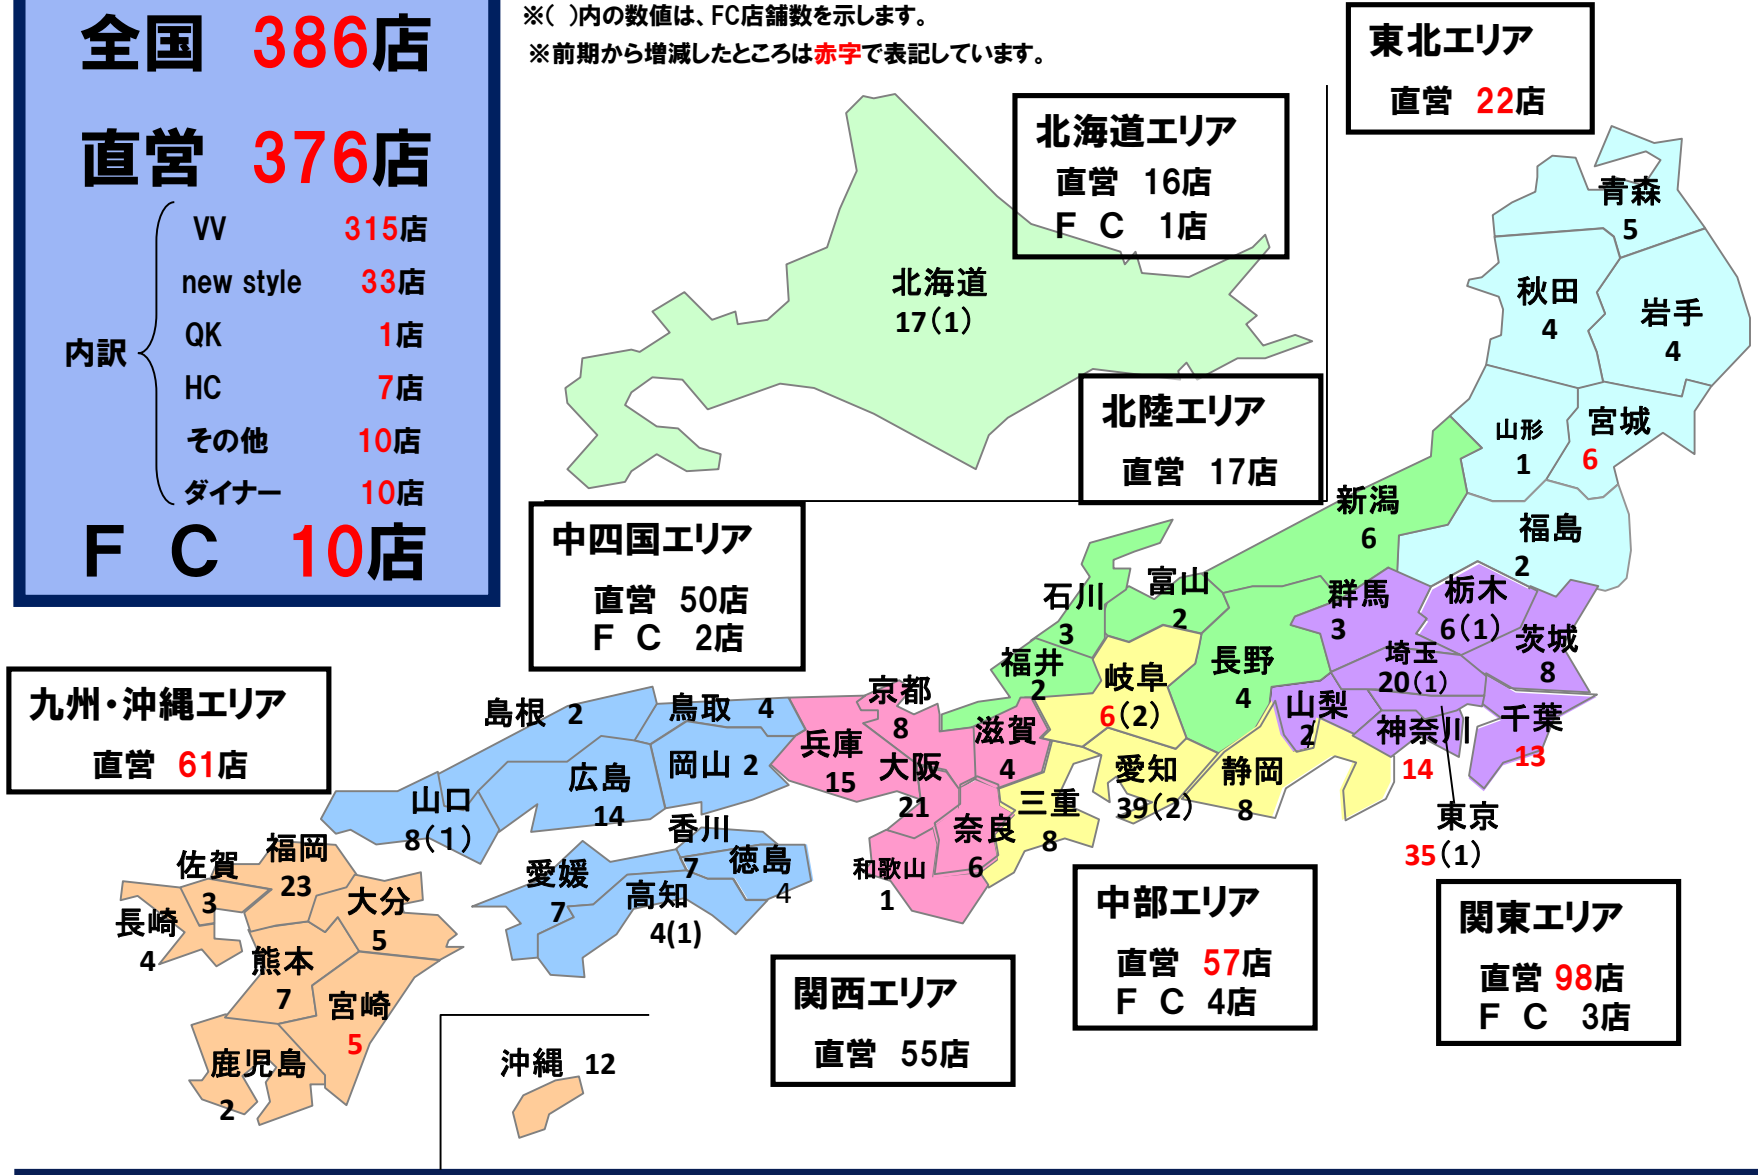 全国 386店
直営 376店
内訳
VV 315店
new style 33店
QK 1店
HC 7店
その他 10店
ダイナー 10店
ＦＣ 10店
※( )内の数値は、FC店舗数を示します。
※前期から増減したところは赤字で表記しています。
北海道エリア
直営 16店
ＦＣ 1店
東北エリア
直営 22店
北海道
17(1)
青森
5
秋田
4
岩手
4
山形
1
宮城
6
福島
2
北陸エリア
直営 17店
新潟
6
富山
2
石川
3
福井
2
長野
4
中四国エリア
直営 50店
ＦＣ 2店
群馬
3
栃木
6(1)
茨城
8
埼玉
20(1)
山梨
2
神奈川
14
千葉
13
東京
35(1)
岐阜
6(2)
愛知
39(2)
静岡
8
三重
8
京都
8
滋賀
4
兵庫
15
大阪
21
奈良
6
和歌山
1
島根 2
鳥取 4
岡山 2
広島
14
山口
8(1)
香川
7
徳島
4
愛媛
7
高知
4(1)
九州・沖縄エリア
直営 61店
福岡
23
佐賀
3
長崎
4
大分
5
熊本
7
宮崎
5
鹿児島
2
沖縄 12
関西エリア
直営 55店
中部エリア
直営 57店
ＦＣ 4店
関東エリア
直営 98店
ＦＣ 3店